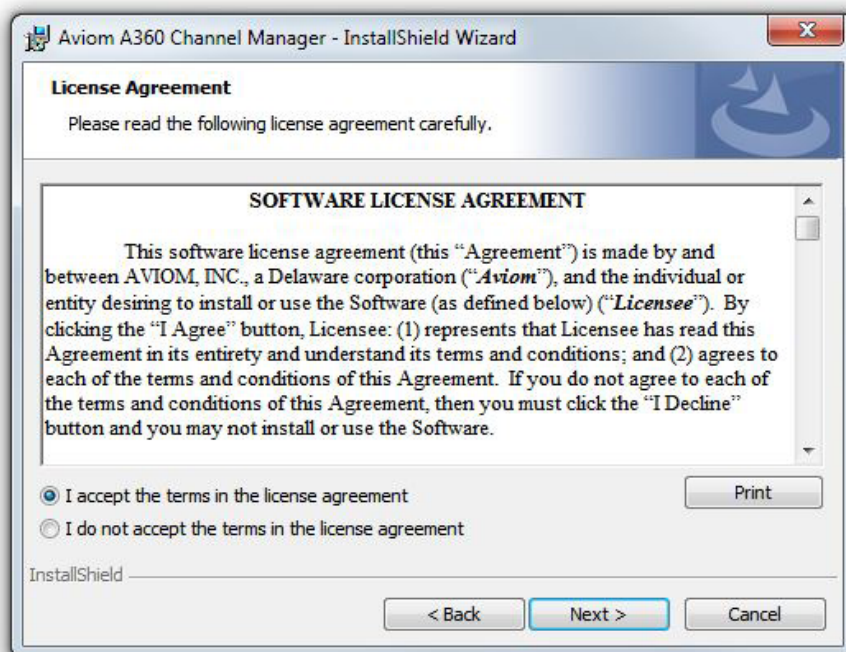 Aviom A360 Channel Manager - InstallShield Wizard
License Agreement
Please read the following license agreement carefully.
SOFTWARE LICENSE AGREEMENT
This software license agreement (this “Agreement”) is made by and
between AVIOM, INC., a Delaware corporation (“Aviom”), and the individual or
entity desiring to install or use the Software (as defined below) (“Licensee”). By
clicking the “I Agree” button, Licensee: (1) represents that Licensee has read this
Agreement in its entirety and understand its terms and conditions; and (2) agrees to
each of the terms and conditions of this Agreement. If you do not agree to each of
the terms and conditions of this Agreement, then you must click the “I Decline”
button and you may not install or use the Software.
I accept the terms in the license agreement
Print
I do not accept the terms in the license agreement
InstallShield
< Back
Next >
Cancel